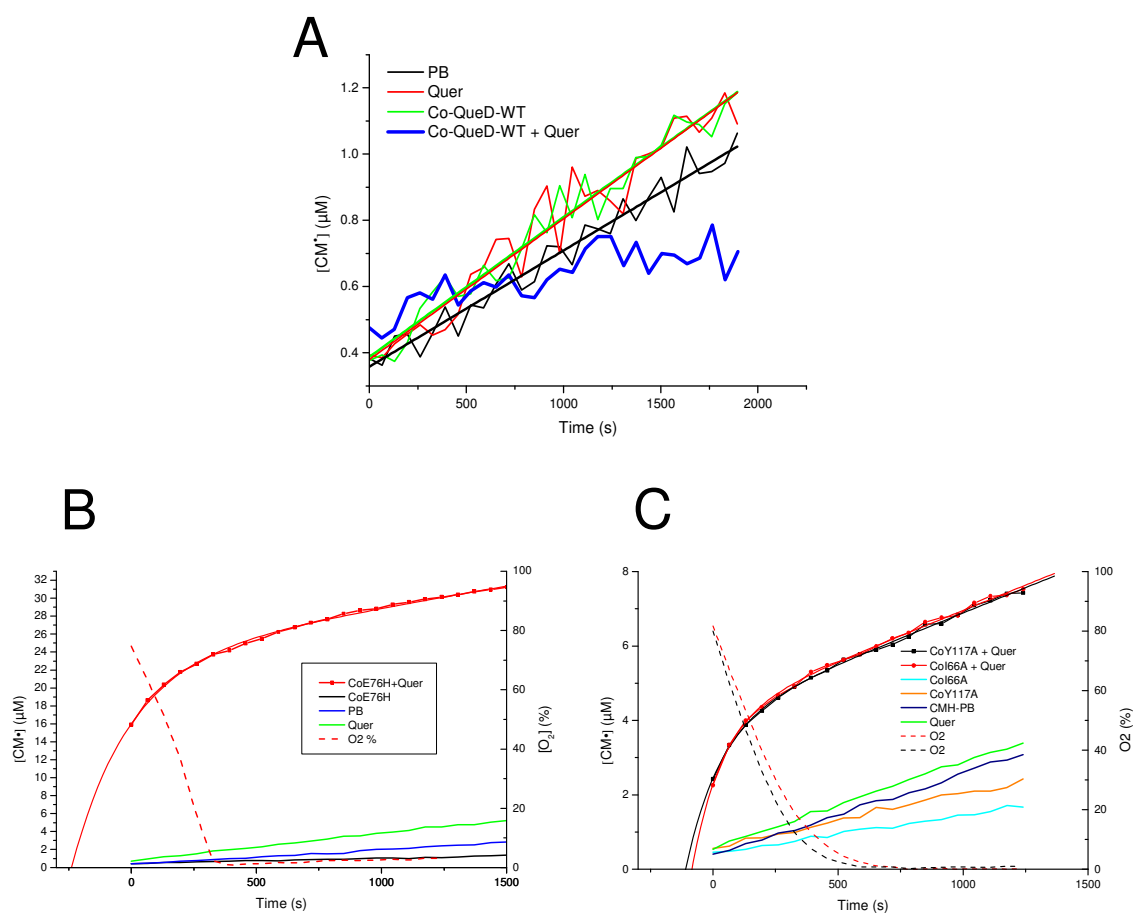 A
PB
Quer
Co-QueD-WT
Co-QueD-WT + Quer
[CM•] (µM)
1.2
1.0
0.8
0.6
0.4
0 500 1000 1500 2000
Time (s)
B
[CM•] (µM)
32
30
28
26
24
22
20
18
16
14
12
10
8
6
4
2
0
CoE76H+Quer
CoE76H
PB
Quer
O2 %
100
80
60
40
20
0
[O₂] (%)
0 500 1000 1500
Time (s)
C
[CM•] (µM)
8
6
4
2
0
CoY117A + Quer
CoI66A + Quer
CoI66A
CoY117A
CMH-PB
Quer
O2
O2
100
80
60
40
20
0
O2 (%)
0 500 1000 1500
Time (s)